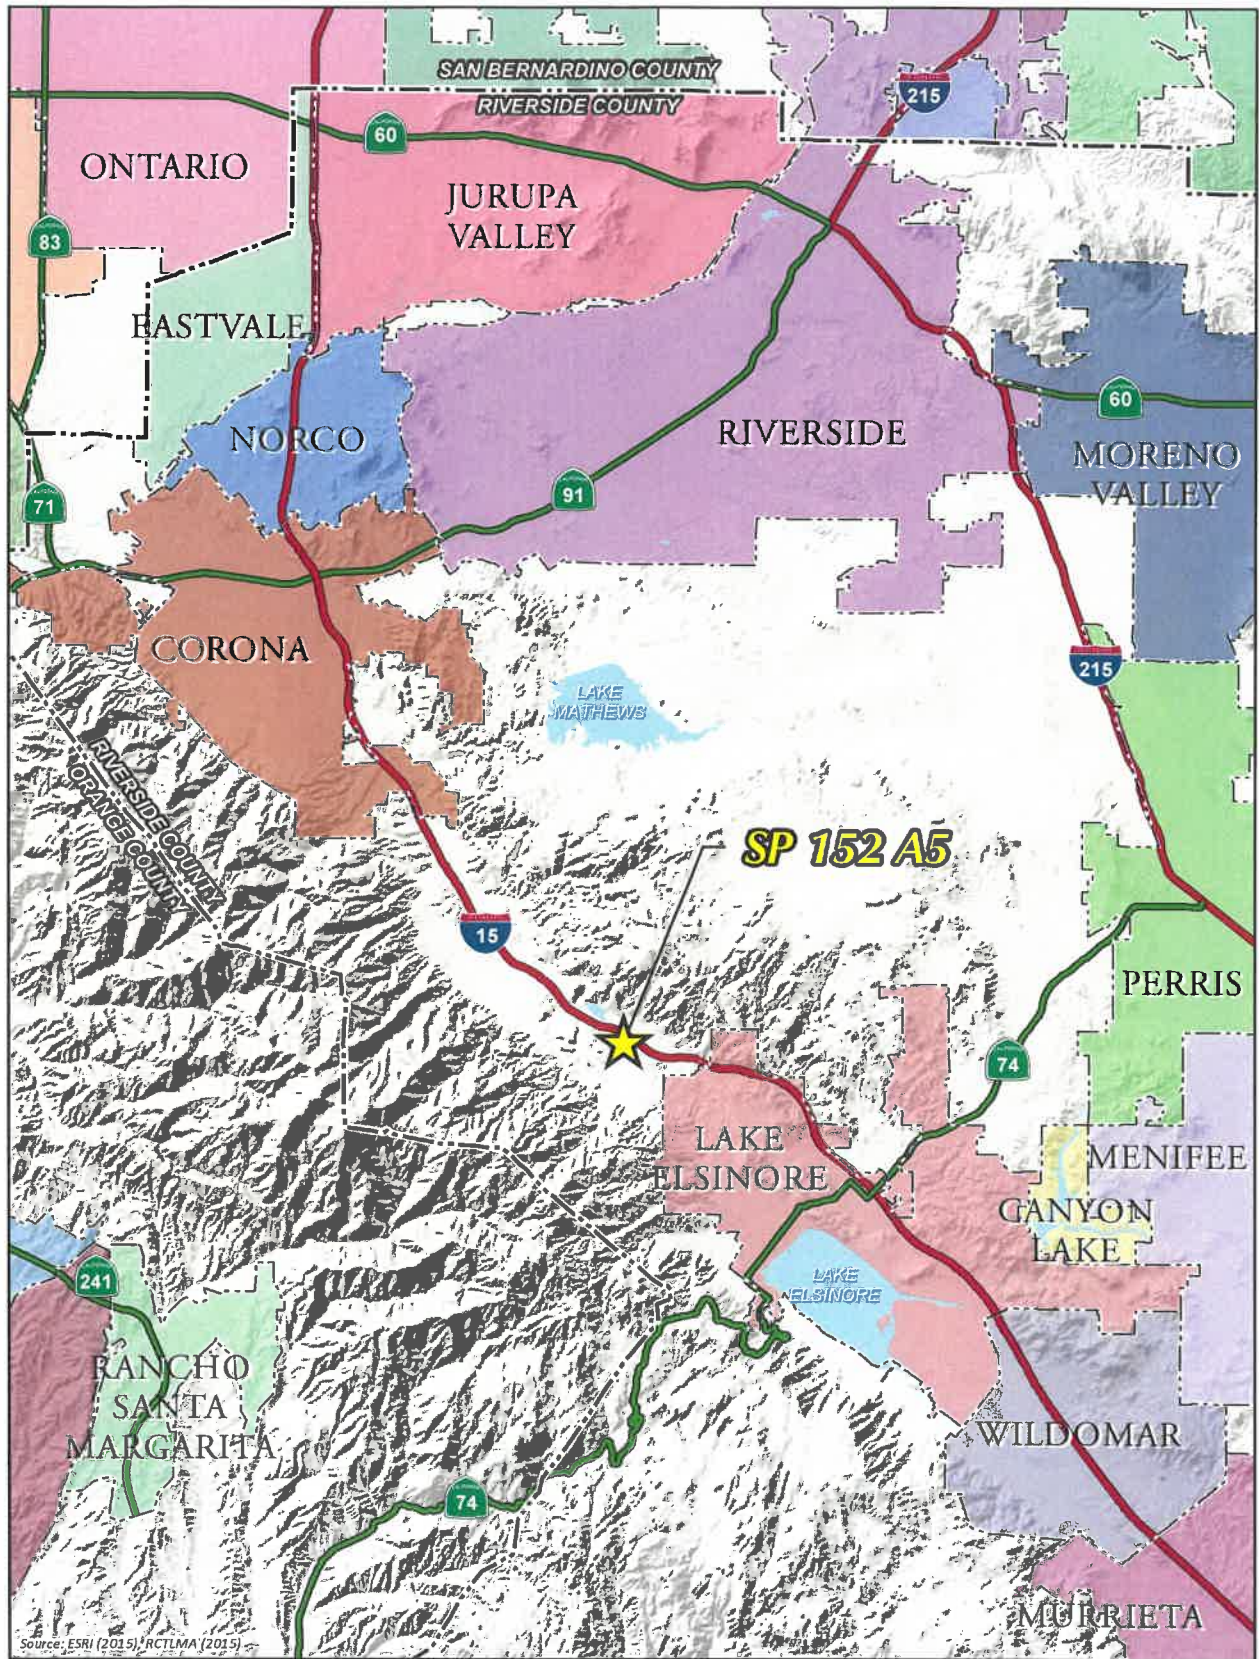 SAN BERNARDINO COUNTY
RIVERSIDE COUNTY
215
60
ONTARIO
JURUPA
VALLEY
83
EASTVALE
60
NORCO
RIVERSIDE
MORENO
VALLEY
91
71
CORONA
215
LAKE
MATHEWS
RIVERSIDE COUNTY
ORANGE COUNTY
SP 152 A5
15
PERRIS
74
LAKE
ELSINORE
MENIFEE
CANYON
LAKE
241
LAKE
ELSINORE
RANCHO
SANTA
MARGARITA
WILDOMAR
74
MURRIETA
Source: ESRI (2015), RCTLMA (2015)